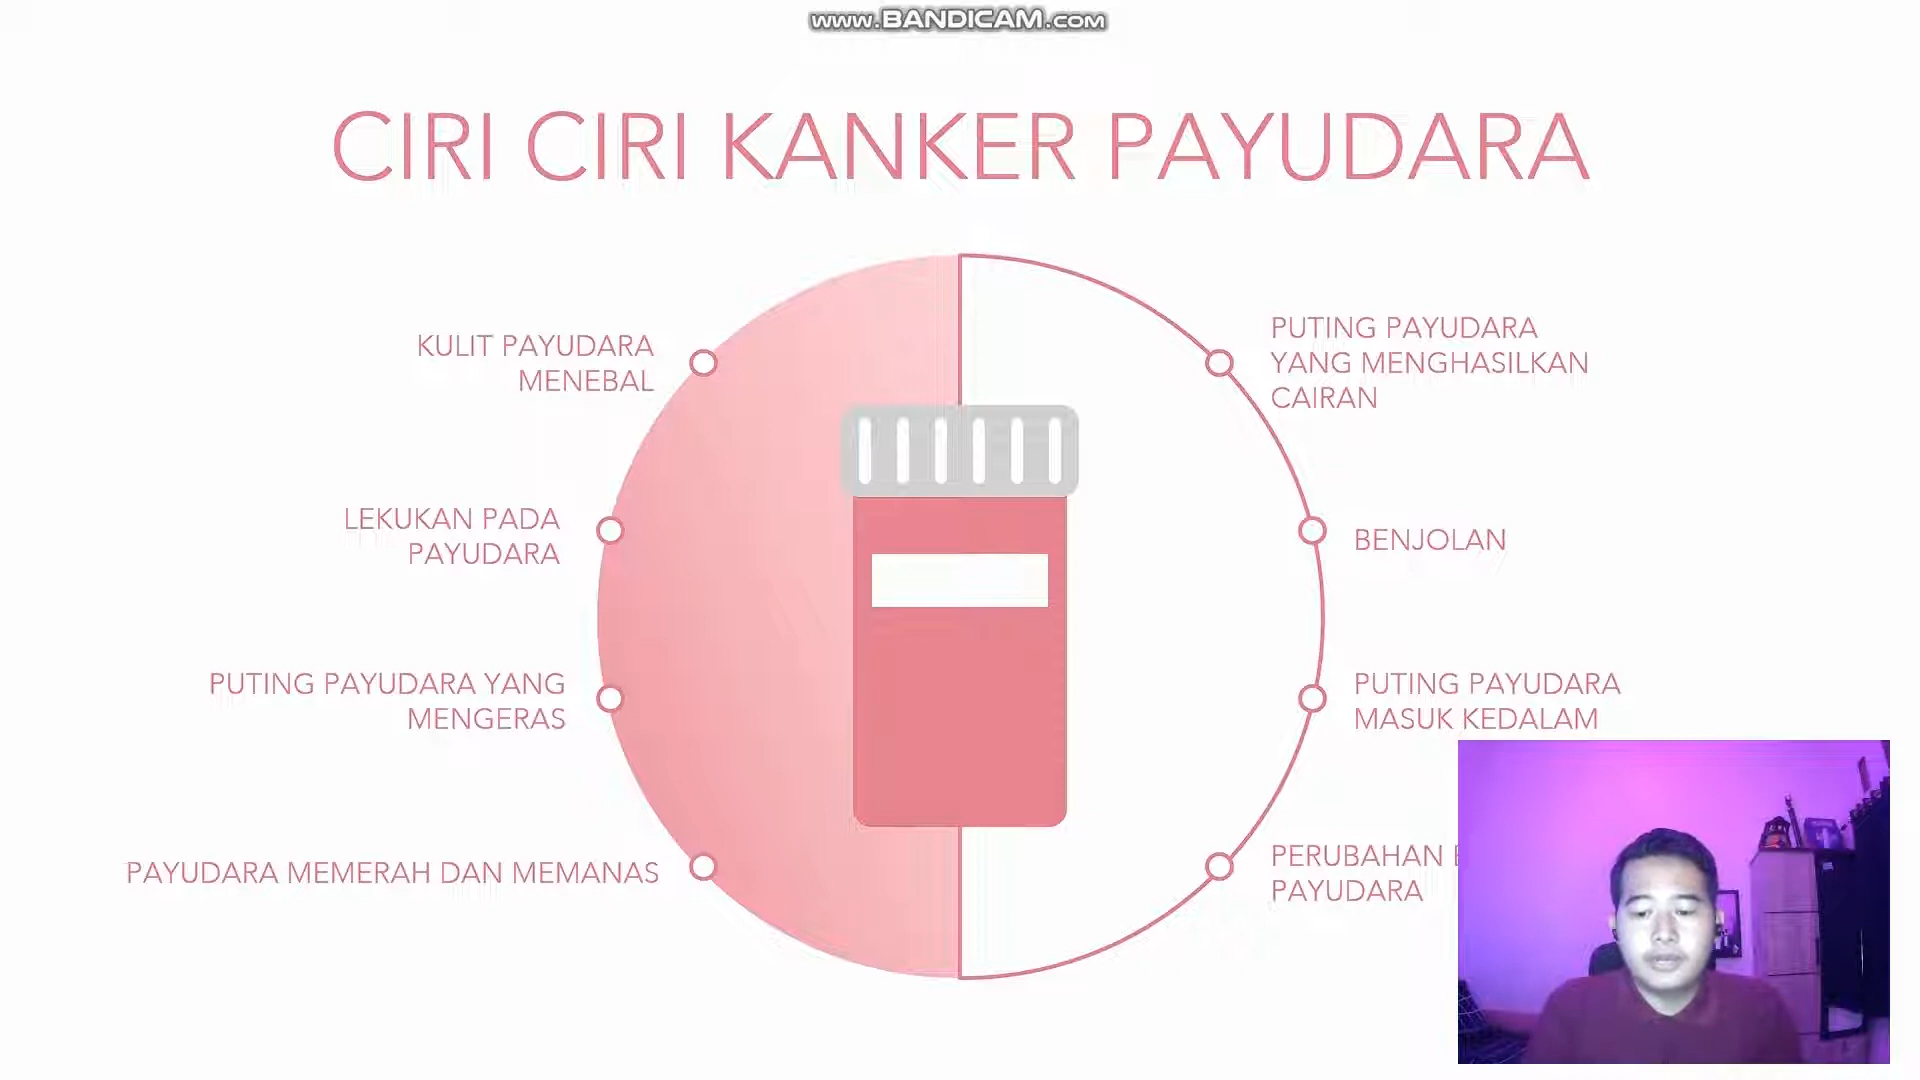 www.BANDICAM.com
CIRI CIRI KANKER PAYUDARA
KULIT PAYUDARA
MENEBAL
LEKUKAN PADA
PAYUDARA
PUTING PAYUDARA YANG
MENGERAS
PAYUDARA MEMERAH DAN MEMANAS
PUTING PAYUDARA
YANG MENGHASILKAN
CAIRAN
BENJOLAN
PUTING PAYUDARA
MASUK KEDALAM
PERUBAHAN
PAYUDARA